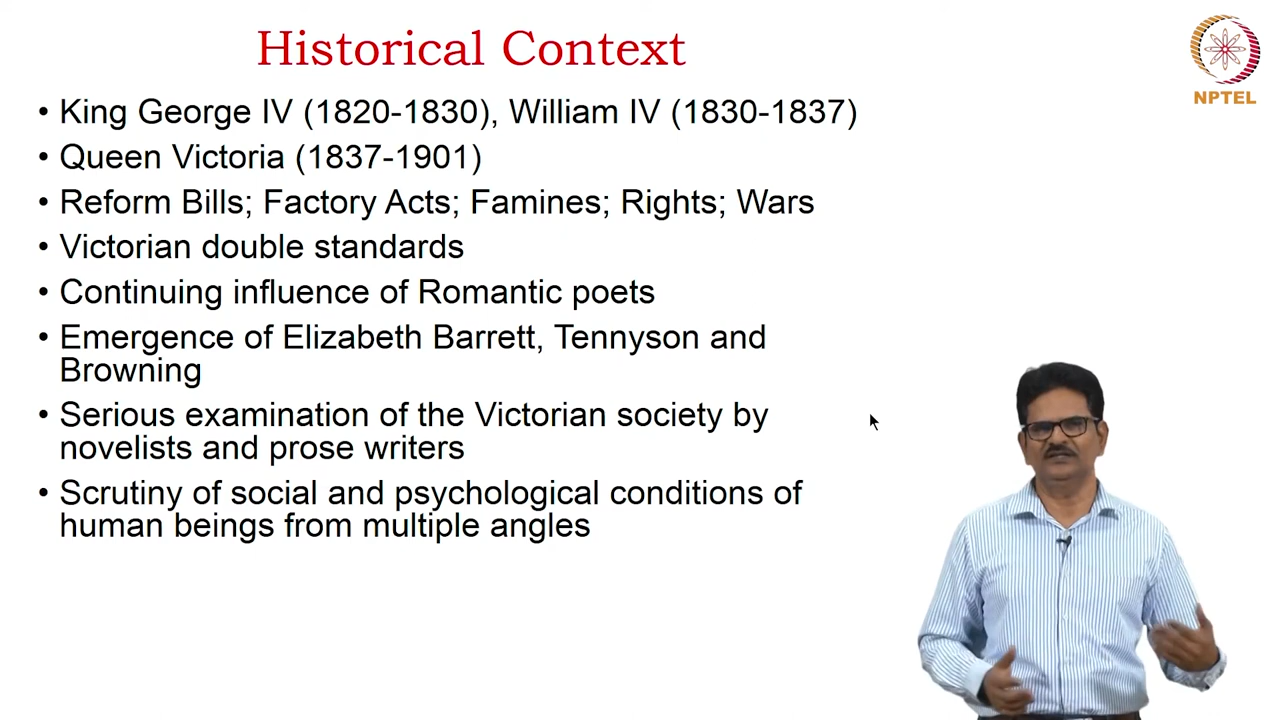 Historical Context
NPTEL
• King George IV (1820-1830), William IV (1830-1837)
• Queen Victoria (1837-1901)
• Reform Bills; Factory Acts; Famines; Rights; Wars
• Victorian double standards
• Continuing influence of Romantic poets
• Emergence of Elizabeth Barrett, Tennyson and
Browning
• Serious examination of the Victorian society by
novelists and prose writers
• Scrutiny of social and psychological conditions of
human beings from multiple angles